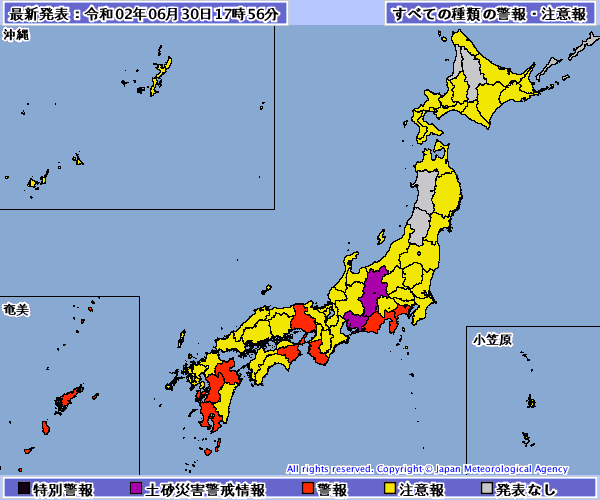 最新発表：令和02年06月30日17時56分
すべての種類の警報・注意報
沖縄
奄美
小笠原
All rights reserved. Copyright © Japan Meteorological Agency
特別警報 土砂災害警戒情報 警報 注意報 発表なし